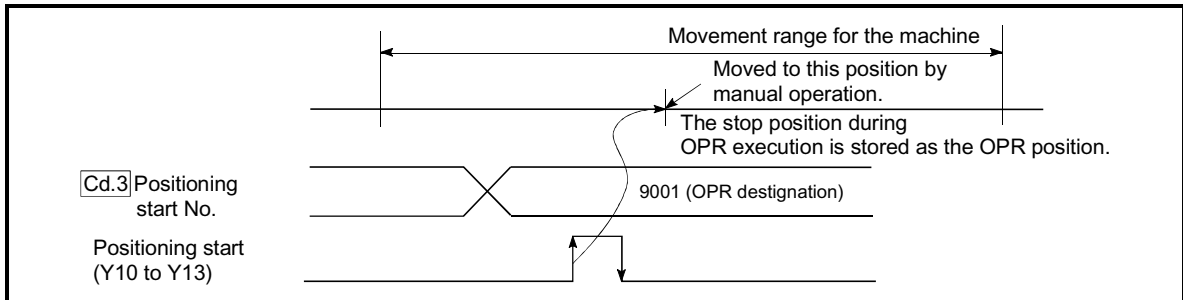 Movement range for the machine
Moved to this position by
manual operation.
The stop position during
OPR execution is stored as the OPR position.
Cd.3 Positioning
start No.
9001 (OPR destignation)
Positioning start
(Y10 to Y13)